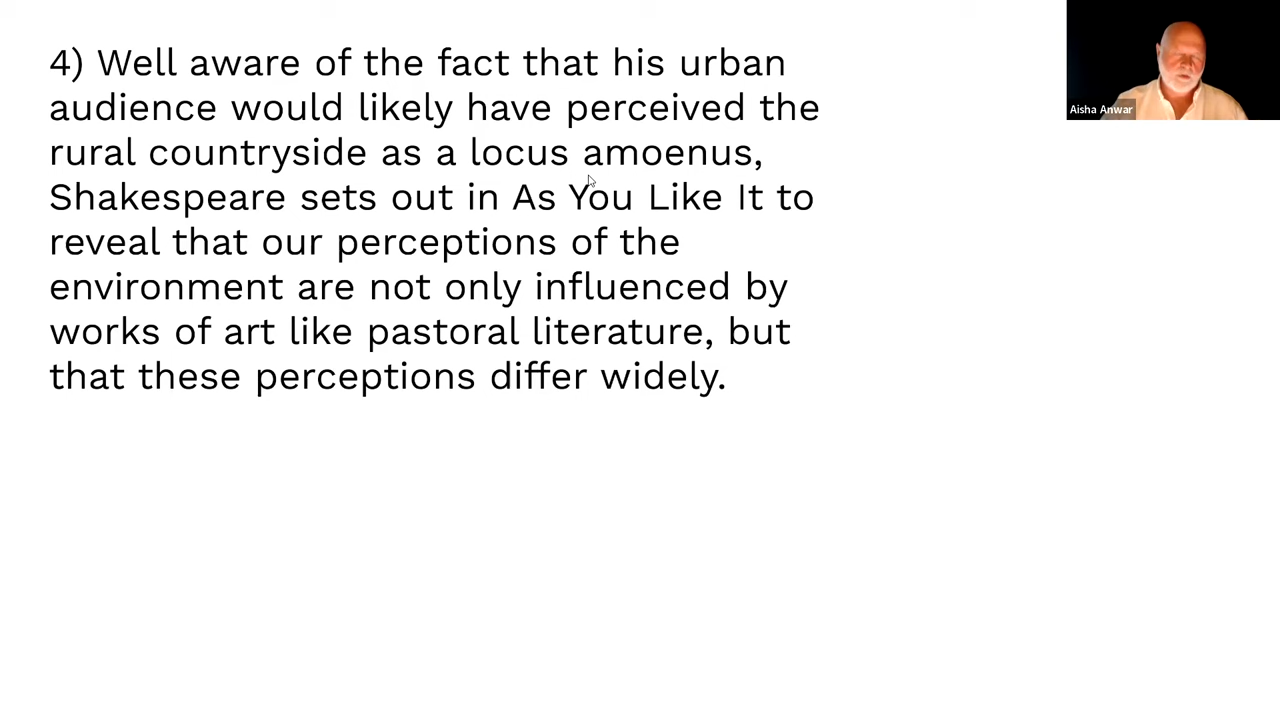 4) Well aware of the fact that his urban
audience would likely have perceived the
rural countryside as a locus amoenus,
Shakespeare sets out in As You Like It to
reveal that our perceptions of the
environment are not only influenced by
works of art like pastoral literature, but
that these perceptions differ widely.
Aisha Anwar